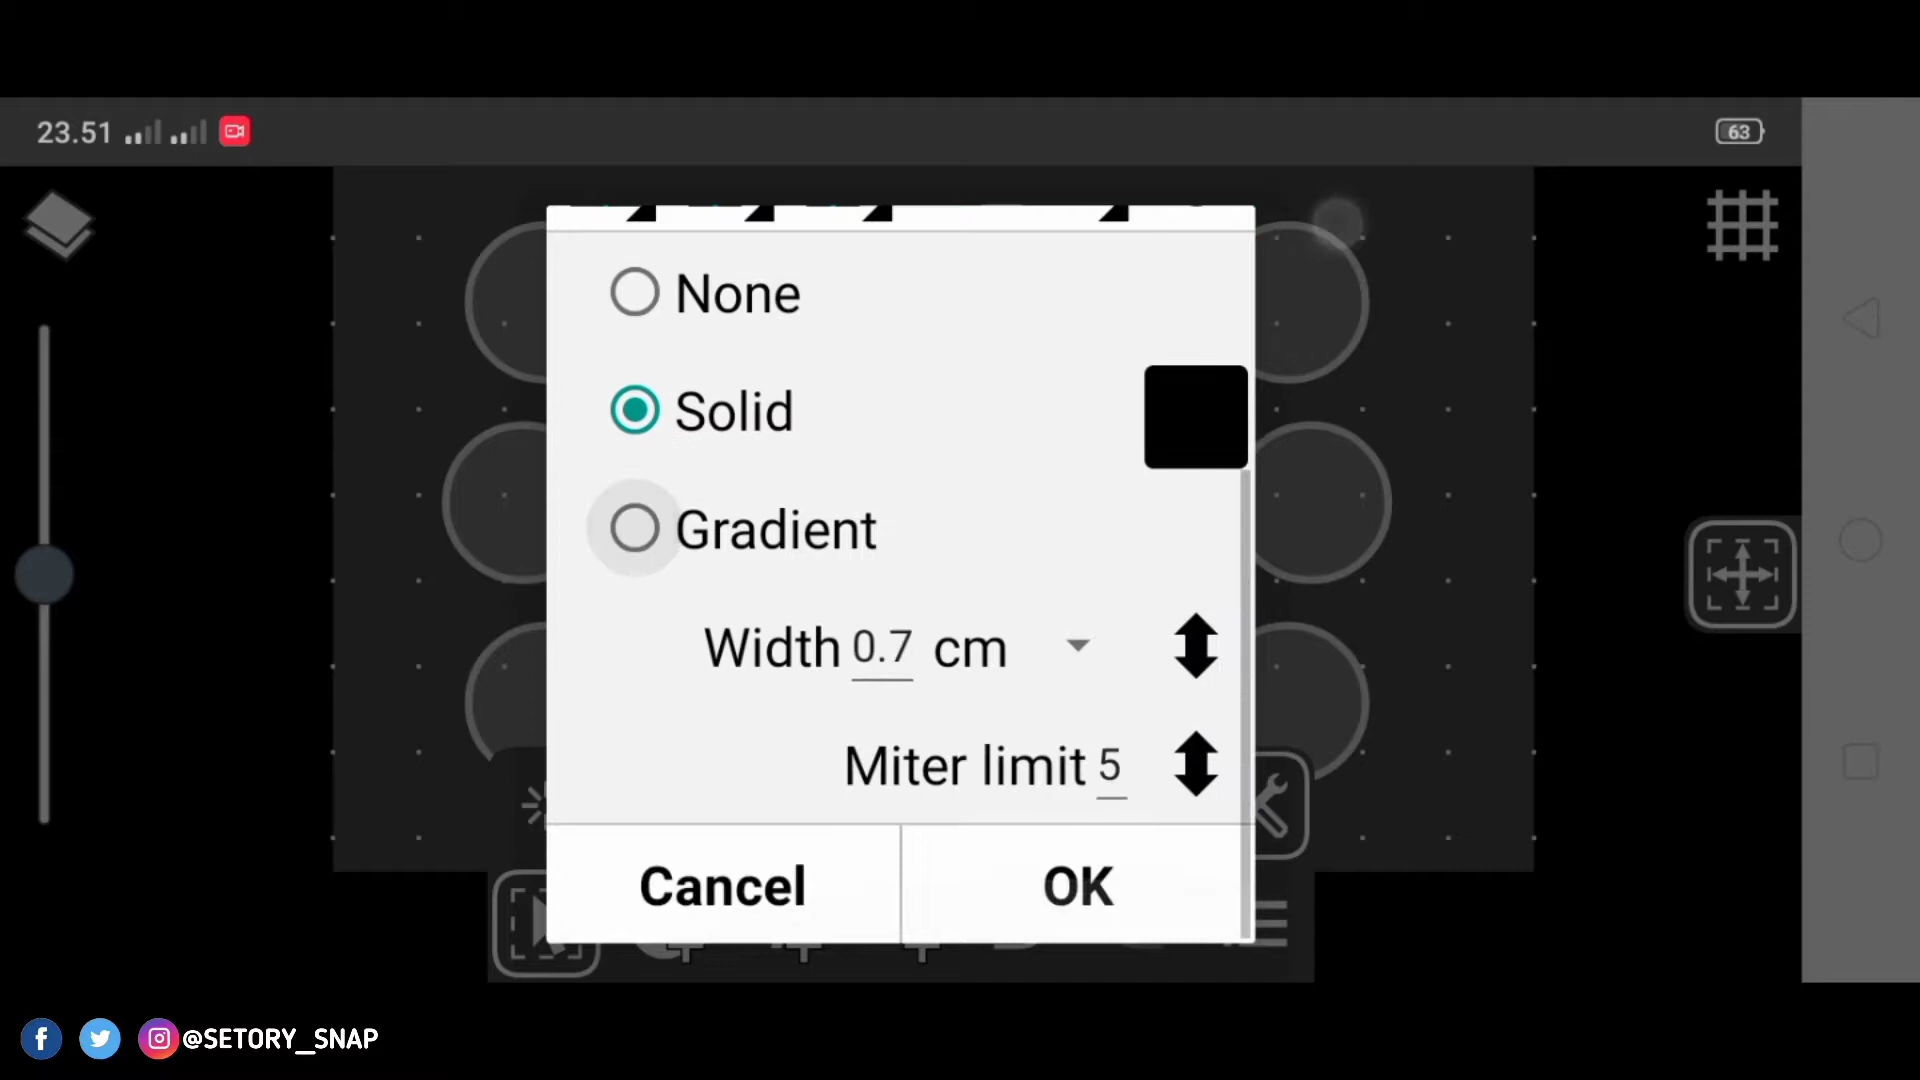 23.51
63
None
Solid
Gradient
Width 0.7 cm
Miter limit 5
Cancel
OK
@SETORY_SNAP